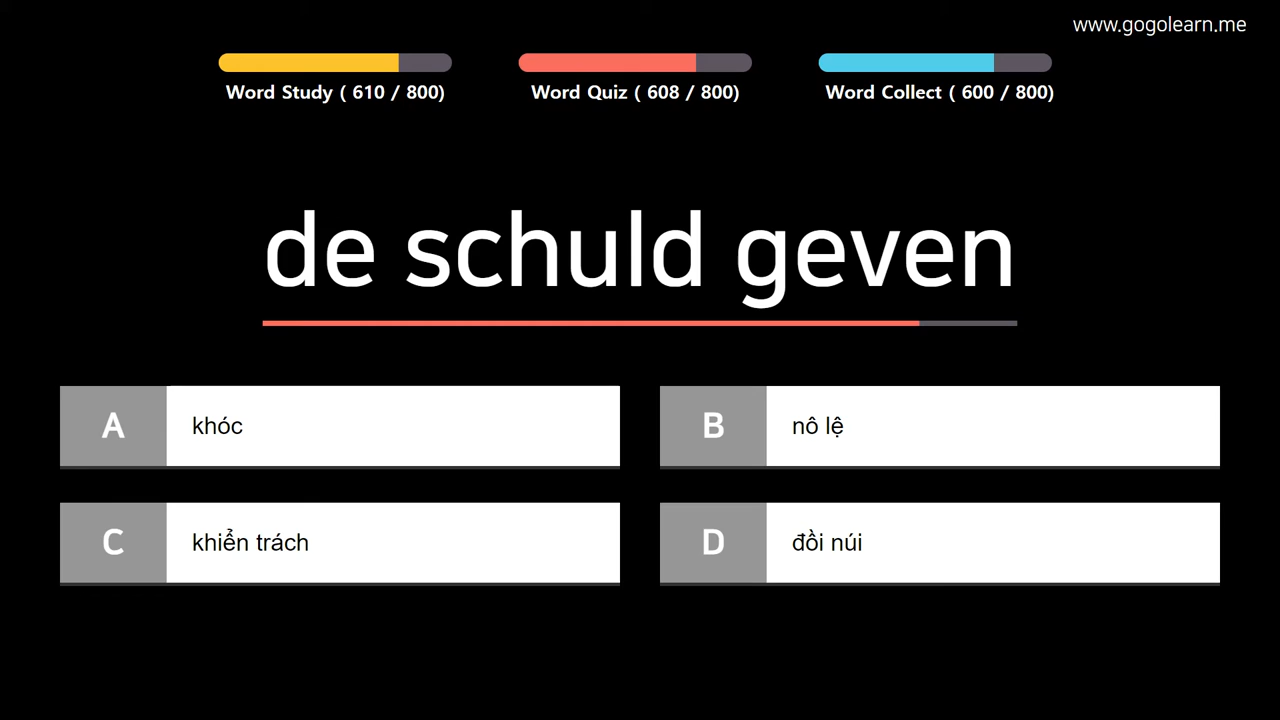 www.gogolearn.me
Word Study ( 610 / 800)
Word Quiz ( 608 / 800)
Word Collect ( 600 / 800)
de schuld geven
A
khóc
B
nô lệ
C
khiển trách
D
đồi núi